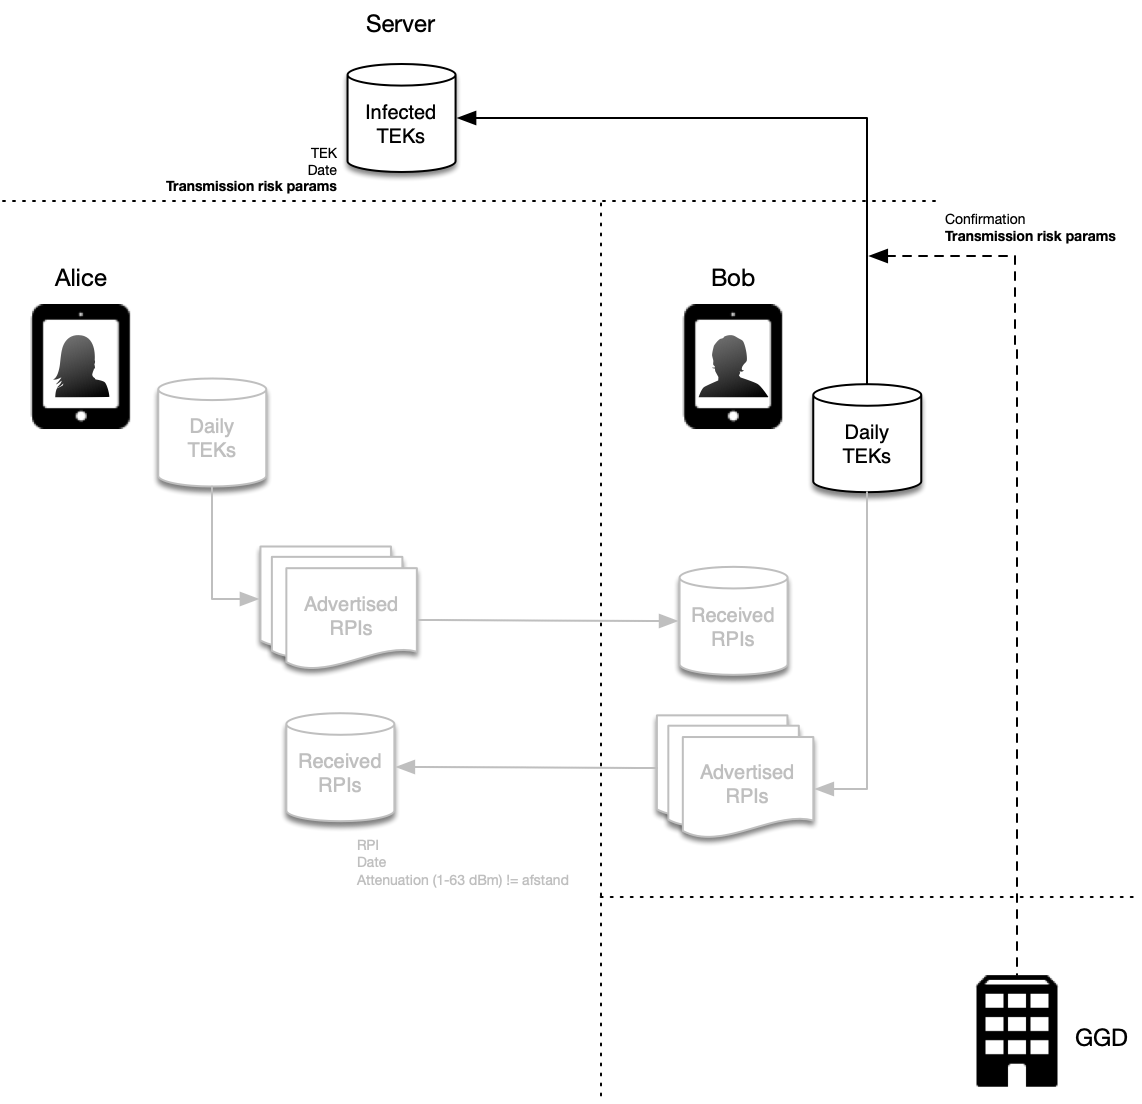 Server
Infected
TEKs
TEK
Date
Transmission risk params
Confirmation
Transmission risk params
Alice
Bob
Daily
TEKs
Daily
TEKs
Advertised
RPIs
Received
RPIs
Received
RPIs
Advertised
RPIs
RPI
Date
Attenuation (1-63 dBm) != afstand
GGD